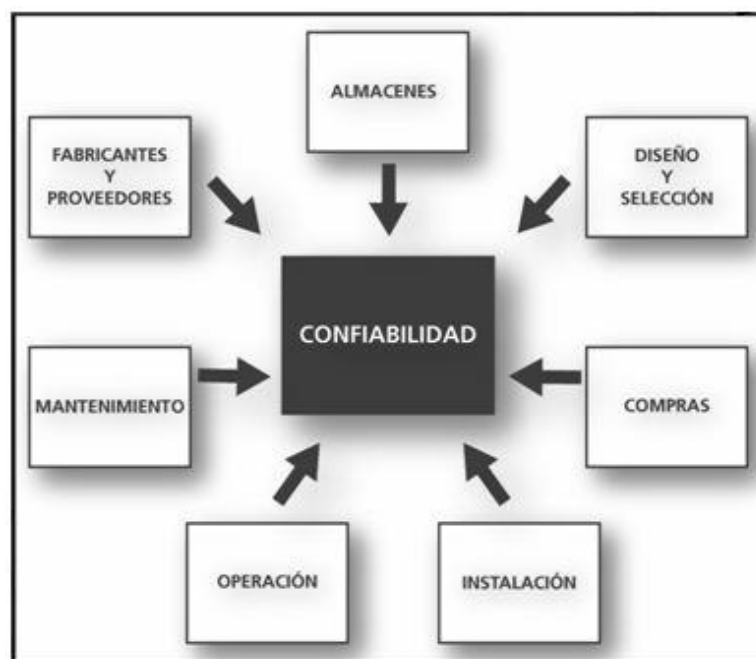 ALMACENES
FABRICANTES
Y
PROVEEDORES
DISEÑO
Y
SELECCIÓN
CONFIABILIDAD
MANTENIMIENTO
COMPRAS
OPERACIÓN
INSTALACIÓN